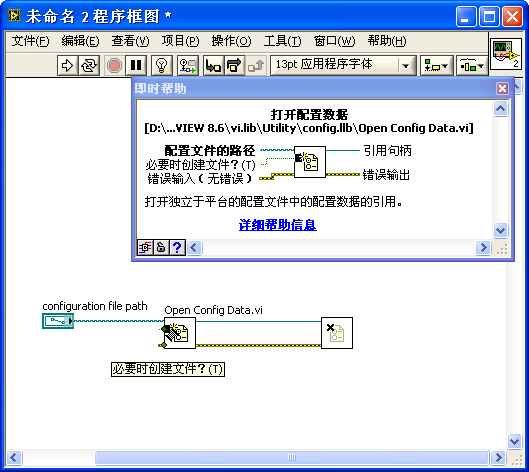 未命名 2 程序框图 *
文件(F) 编辑(E) 查看(V) 项目(P) 操作(O) 工具(T) 窗口(W) 帮助(H)
13pt 应用程序字体
2
即时帮助
打开配置数据
[D:\...VIEW 8.6\vi.lib\Utility\config.llb\Open Config Data.vi]
配置文件的路径 引用句柄
必要时创建文件？(T)
错误输入（无错误） 错误输出
打开独立于平台的配置文件中的配置数据的引用。
详细帮助信息
?
configuration file path
Open Config Data.vi
必要时创建文件？(T)